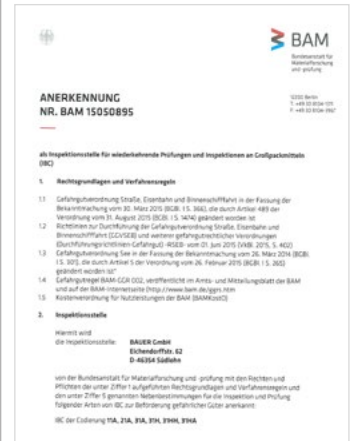 BAM
Bundesanstalt für
Materialforschung
und -prüfung
ANERKENNUNG
NR. BAM 15050895
12200 Berlin
als Inspektionsstelle für wiederkehrende Prüfungen und Inspektionen an Großpackmitteln
(IBC)
1. Rechtsgrundlagen und Verfahrensregeln
1.1 Gefahrgutverordnung Straße, Eisenbahn und Binnenschifffahrt in der Fassung der
Bekanntmachung vom 30. März 2015 (BGBl. I S. 366), die durch Artikel 489 der
Verordnung vom 31. August 2015 (BGBl. I S. 1474) geändert worden ist
1.2 Richtlinien zur Durchführung der Gefahrgutverordnung Straße, Eisenbahn und
Binnenschifffahrt (GGVSEB) und weiterer gefahrgutrechtlicher Verordnungen
(Durchführungsrichtlinien-Gefahrgut) -RSEB- vom 01. Juni 2015 (VkBl. 2015, S. 402)
1.3 Gefahrgutverordnung See in der Fassung der Bekanntmachung vom 26. März 2014 (BGBl.
I S. 301), die durch Artikel 5 der Verordnung vom 26. Februar 2015 (BGBl. I S. 265)
geändert worden ist"
1.4 Gefahrgutregel BAM-GGR 002, veröffentlicht im Amts- und Mitteilungsblatt der BAM
und auf der BAM-Internetseite (http://www.bam.de/ggrs.htm
1.5 Kostenverordnung für Nutzleistungen der BAM (BAMKostO)
2. Inspektionsstelle
Hiermit wird
die Inspektionsstelle: BAUER GmbH
Eichendorffstr. 62
D-46354 Südlohn
von der Bundesanstalt für Materialforschung und -prüfung mit den Rechten und
Pflichten der unter Ziffer 1 aufgeführten Rechtsgrundlagen und Verfahrensregeln und
den unter Ziffer 5 genannten Nebenbestimmungen für die Inspektion und Prüfung
folgender Arten von IBC zur Beförderung gefährlicher Güter anerkannt:
IBC der Codierung 11A, 21A, 31A, 31H, 31HH, 31HA